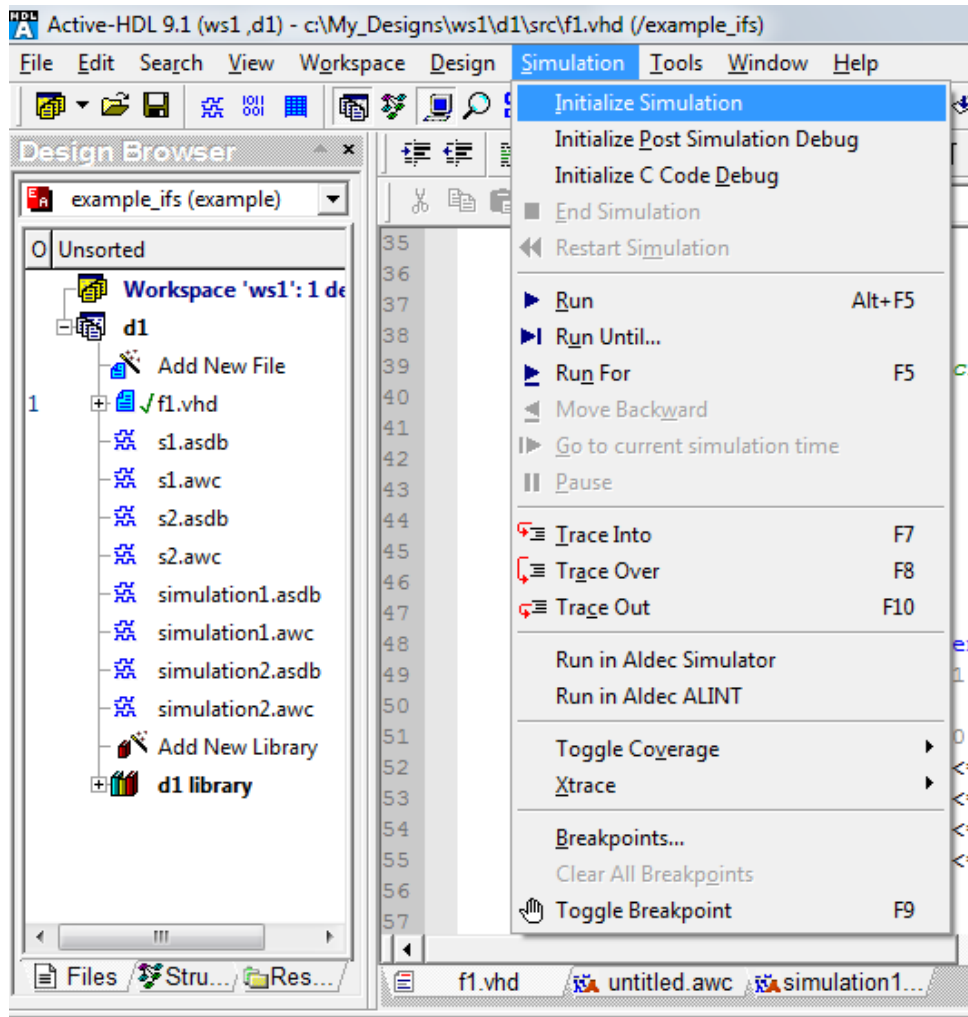 Active-HDL 9.1 (ws1 ,d1) - c:\My_Designs\ws1\d1\src\f1.vhd (/example_ifs)
File Edit Search View Workspace Design Simulation Tools Window Help
Design Browser
example_ifs (example)
O Unsorted
Workspace 'ws1': 1 de
d1
Add New File
1 f1.vhd
s1.asdb
s1.awc
s2.asdb
s2.awc
simulation1.asdb
simulation1.awc
simulation2.asdb
simulation2.awc
Add New Library
d1 library
Files Stru... Res...
35
36
37
38
39
40
41
42
43
44
45
46
47
48
49
50
51
52
53
54
55
56
57
Initialize Simulation
Initialize Post Simulation Debug
Initialize C Code Debug
End Simulation
Restart Simulation
Run Alt+F5
Run Until...
Run For F5
Move Backward
Go to current simulation time
Pause
Trace Into F7
Trace Over F8
Trace Out F10
Run in Aldec Simulator
Run in Aldec ALINT
Toggle Coverage
Xtrace
Breakpoints...
Clear All Breakpoints
Toggle Breakpoint F9
f1.vhd untitled.awc simulation1...